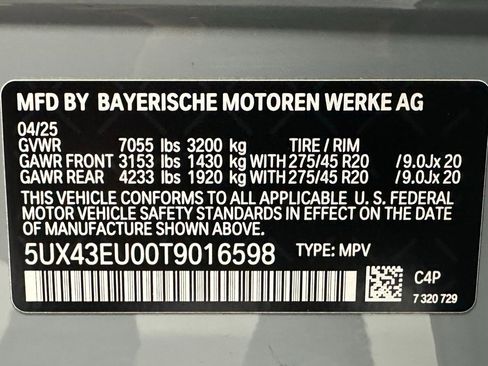 MFD BY BAYERISCHE MOTOREN WERKE AG
04/25
GVWR 7055 lbs 3200 kg TIRE / RIM
GAWR FRONT 3153 lbs 1430 kg WITH 275/45 R20 /9.0Jx 20
GAWR REAR 4233 lbs 1920 kg WITH 275/45 R20 /9.0Jx 20
THIS VEHICLE CONFORMS TO ALL APPLICABLE U. S. FEDERAL
MOTOR VEHICLE SAFETY STANDARDS IN EFFECT ON THE DATE
OF MANUFACTURE SHOWN ABOVE.
5UX43EU00T9016598 TYPE: MPV
C4P
7 320 729